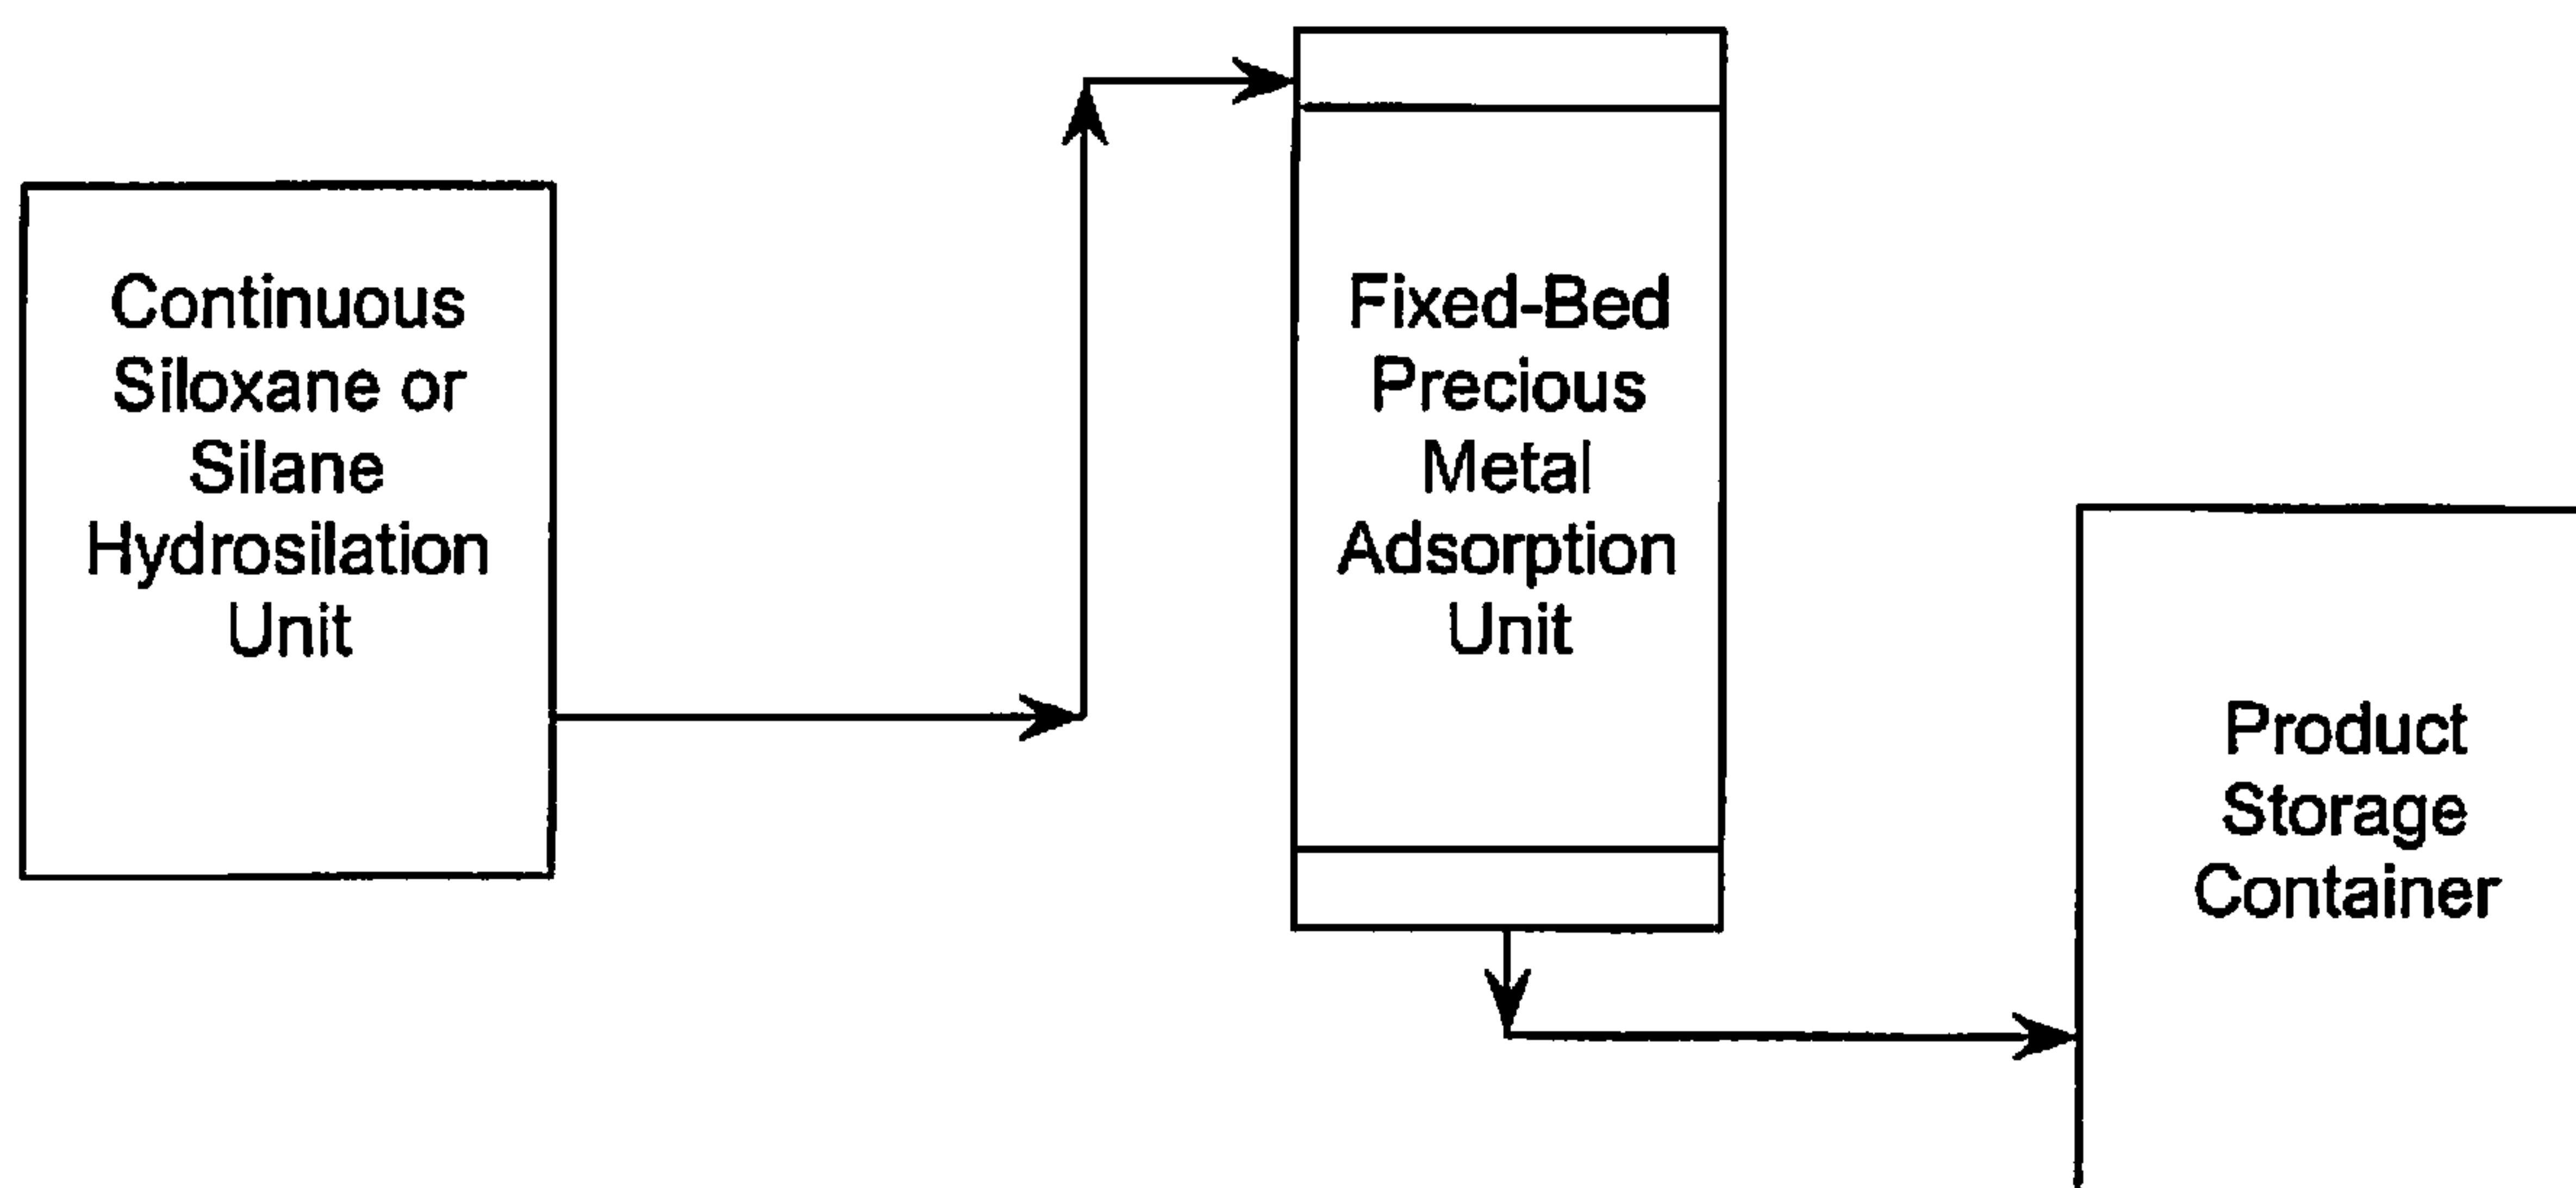 Continuous
Siloxane or
Silane
Hydrosilation
Unit
Fixed-Bed
Precious
Metal
Adsorption
Unit
Product
Storage
Container